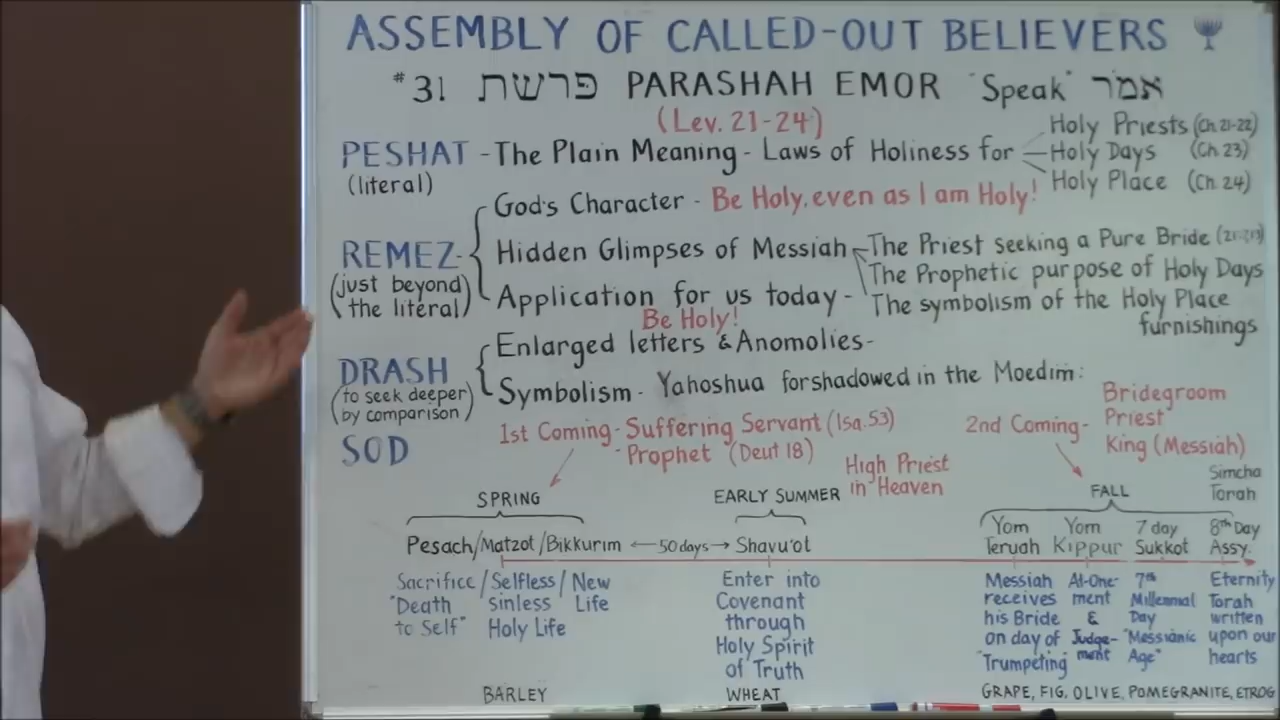 ASSEMBLY OF CALLED-OUT BELIEVERS
#31 פרשת PARASHAH EMOR "Speak" אמר
(Lev. 21-24)
PESHAT - The Plain Meaning - Laws of Holiness for
(literal)
Holy Priests (Ch. 21-22)
Holy Days (Ch. 23)
Holy Place (Ch. 24)
REMEZ-
(just beyond
the literal)
God's Character - Be Holy, even as I am Holy!
Hidden Glimpses of Messiah
The Priest seeking a Pure Bride
The Prophetic purpose of Holy Days
The symbolism of the Holy Place
furnishings
Application for us today -
Be Holy!
DRASH
(to seek deeper
by comparison)
Enlarged letters & Anomolies-
Symbolism - Yahoshua forshadowed in the Moedim:
SOD
1st Coming - Suffering Servant (Isa. 53)
- Prophet (Deut 18)
High Priest
in Heaven
2nd Coming-
Bridegroom
Priest
King (Messiah)
SPRING
EARLY SUMMER
FALL
Simcha
Torah
Pesach/Matzot/Bikkurim ←50 days→ Shavu'ot
Yom
Teruah
Yom
Kippur
7 day
Sukkot
8th Day
Assy.
Sacrifice
"Death
to Self"
/Selfless/
sinless
Holy Life
New
Life
Enter into
Covenant
through
Holy Spirit
of Truth
Messiah
receives
his Bride
on day of
"Trumpeting"
At-One-
ment
&
Judge-
ment
7th
Millennial
Day
"Messianic
Age"
Eternity
Torah
written
upon our
hearts
BARLEY
WHEAT
GRAPE, FIG, OLIVE, POMEGRANITE, ETROG